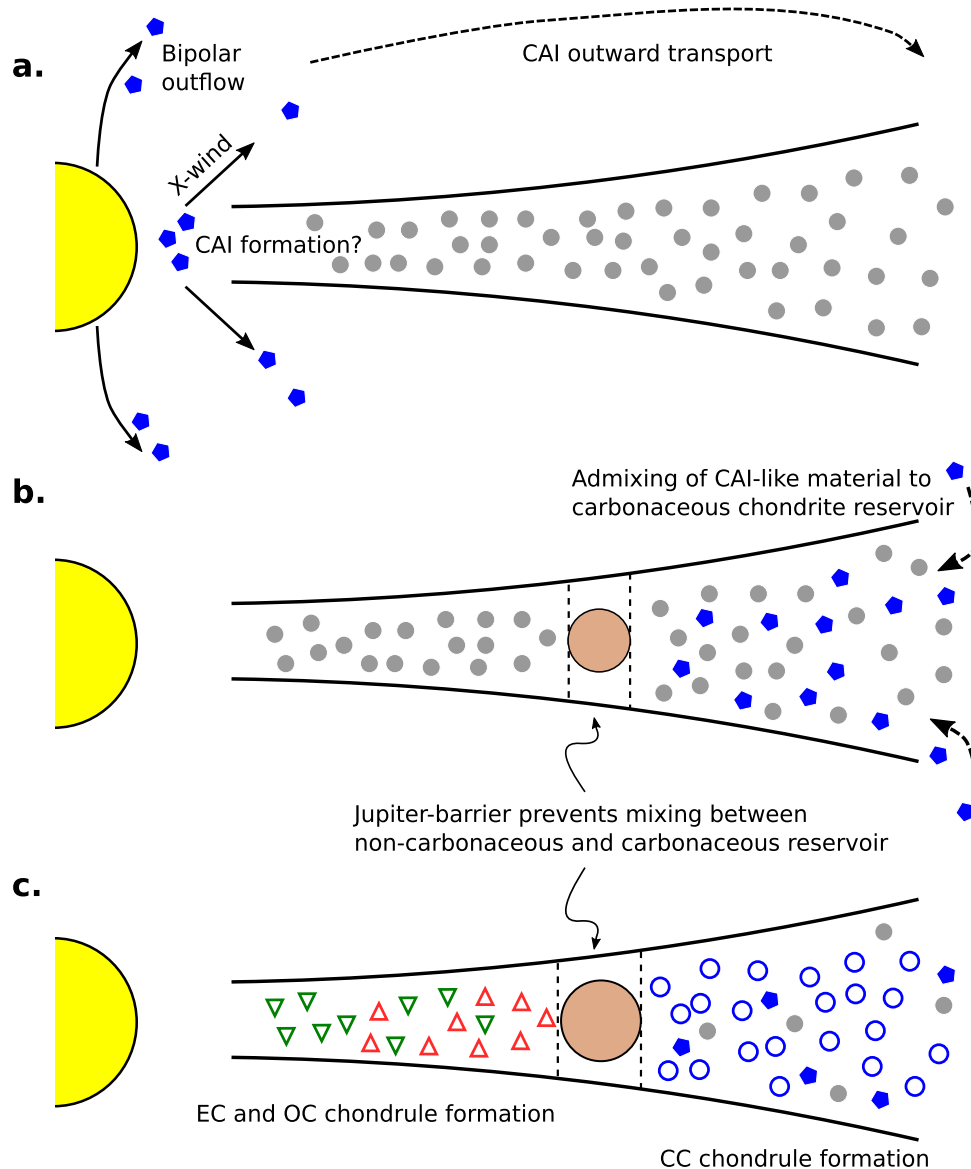 a.
Bipolar
outflow
CAI outward transport
X-wind
CAI formation?
b.
Admixing of CAI-like material to
carbonaceous chondrite reservoir
Jupiter-barrier prevents mixing between
non-carbonaceous and carbonaceous reservoir
c.
EC and OC chondrule formation
CC chondrule formation